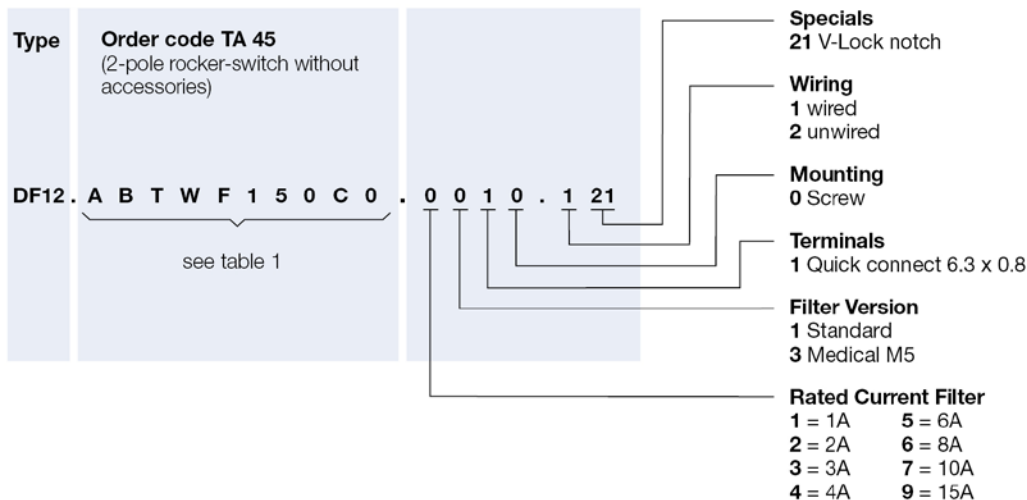 Type
Order code TA 45
(2-pole rocker-switch without
accessories)
DF12 . A B T W F 1 5 0 C 0 . 0 0 1 0 . 1 21
see table 1
Specials
21 V-Lock notch
Wiring
1 wired
2 unwired
Mounting
0 Screw
Terminals
1 Quick connect 6.3 x 0.8
Filter Version
1 Standard
3 Medical M5
Rated Current Filter
1 = 1A 5 = 6A
2 = 2A 6 = 8A
3 = 3A 7 = 10A
4 = 4A 9 = 15A